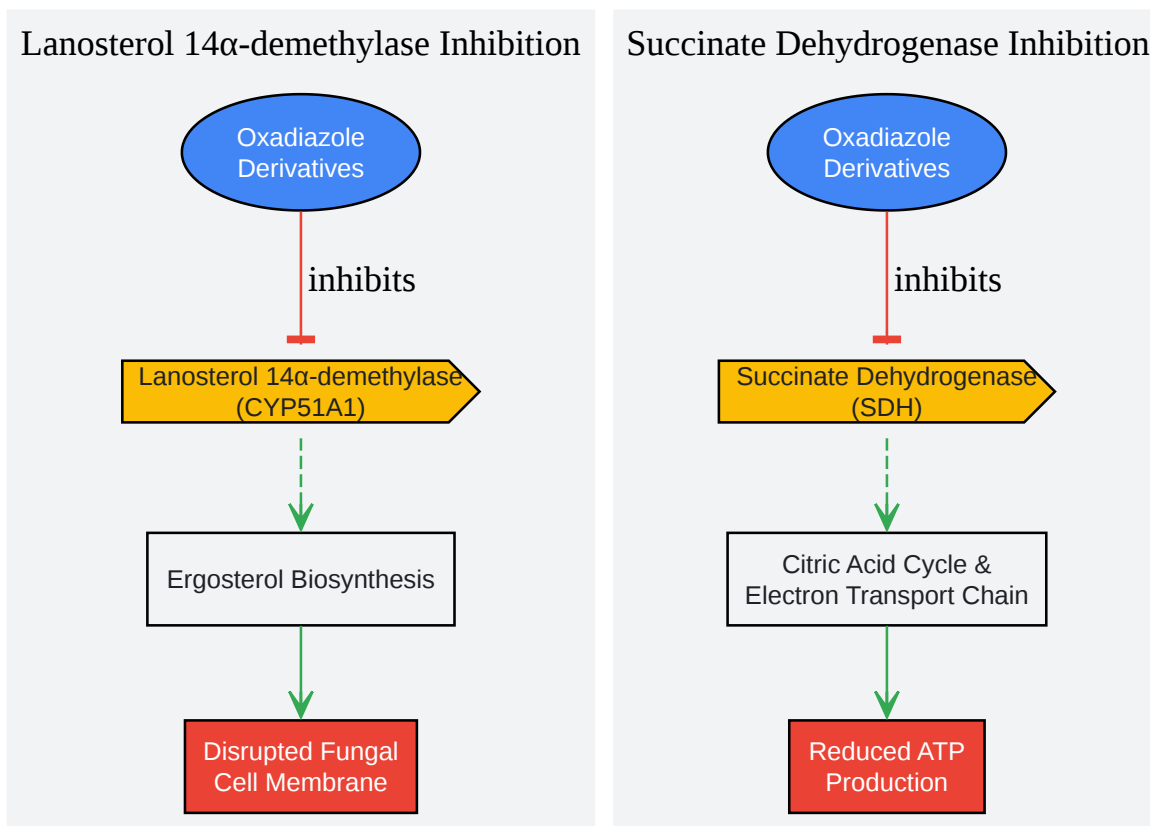 Lanosterol 14α-demethylase Inhibition
Oxadiazole
Derivatives
inhibits
Lanosterol 14α-demethylase
(CYP51A1)
Ergosterol Biosynthesis
Disrupted Fungal
Cell Membrane
Succinate Dehydrogenase Inhibition
Oxadiazole
Derivatives
inhibits
Succinate Dehydrogenase
(SDH)
Citric Acid Cycle &
Electron Transport Chain
Reduced ATP
Production